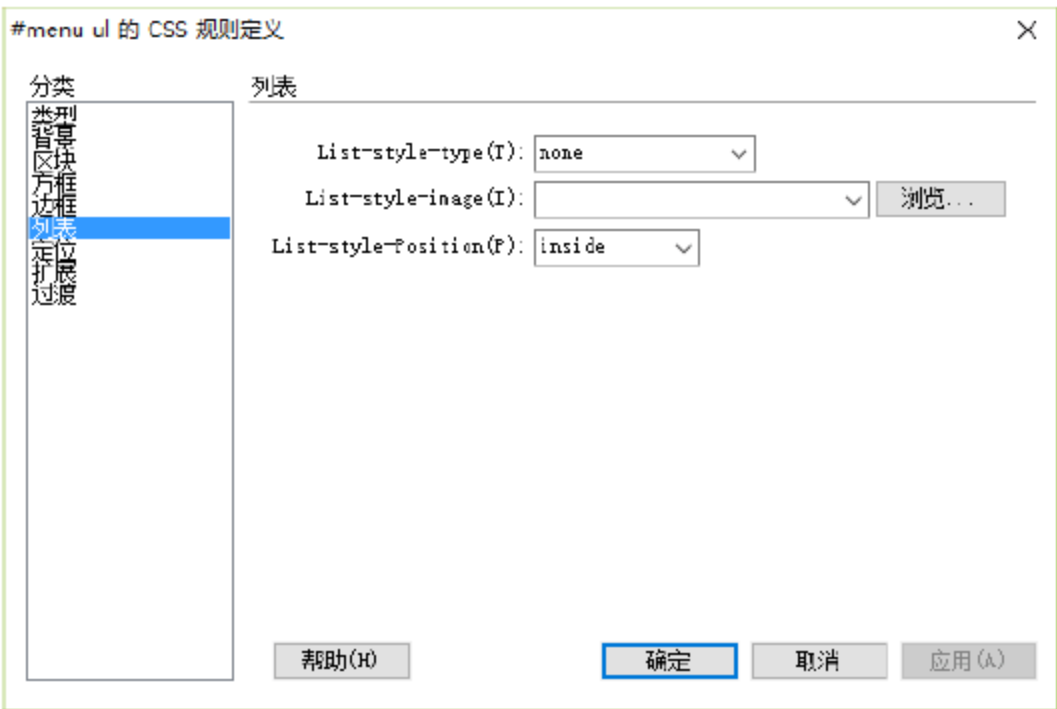 #menu ul 的 CSS 规则定义
分类
类型
背景
区块
方框
边框
列表
定位
扩展
过渡
列表
List-style-type(T): none
List-style-image(I): 浏览...
List-style-Position(P): inside
帮助(H) 确定 取消 应用(A)